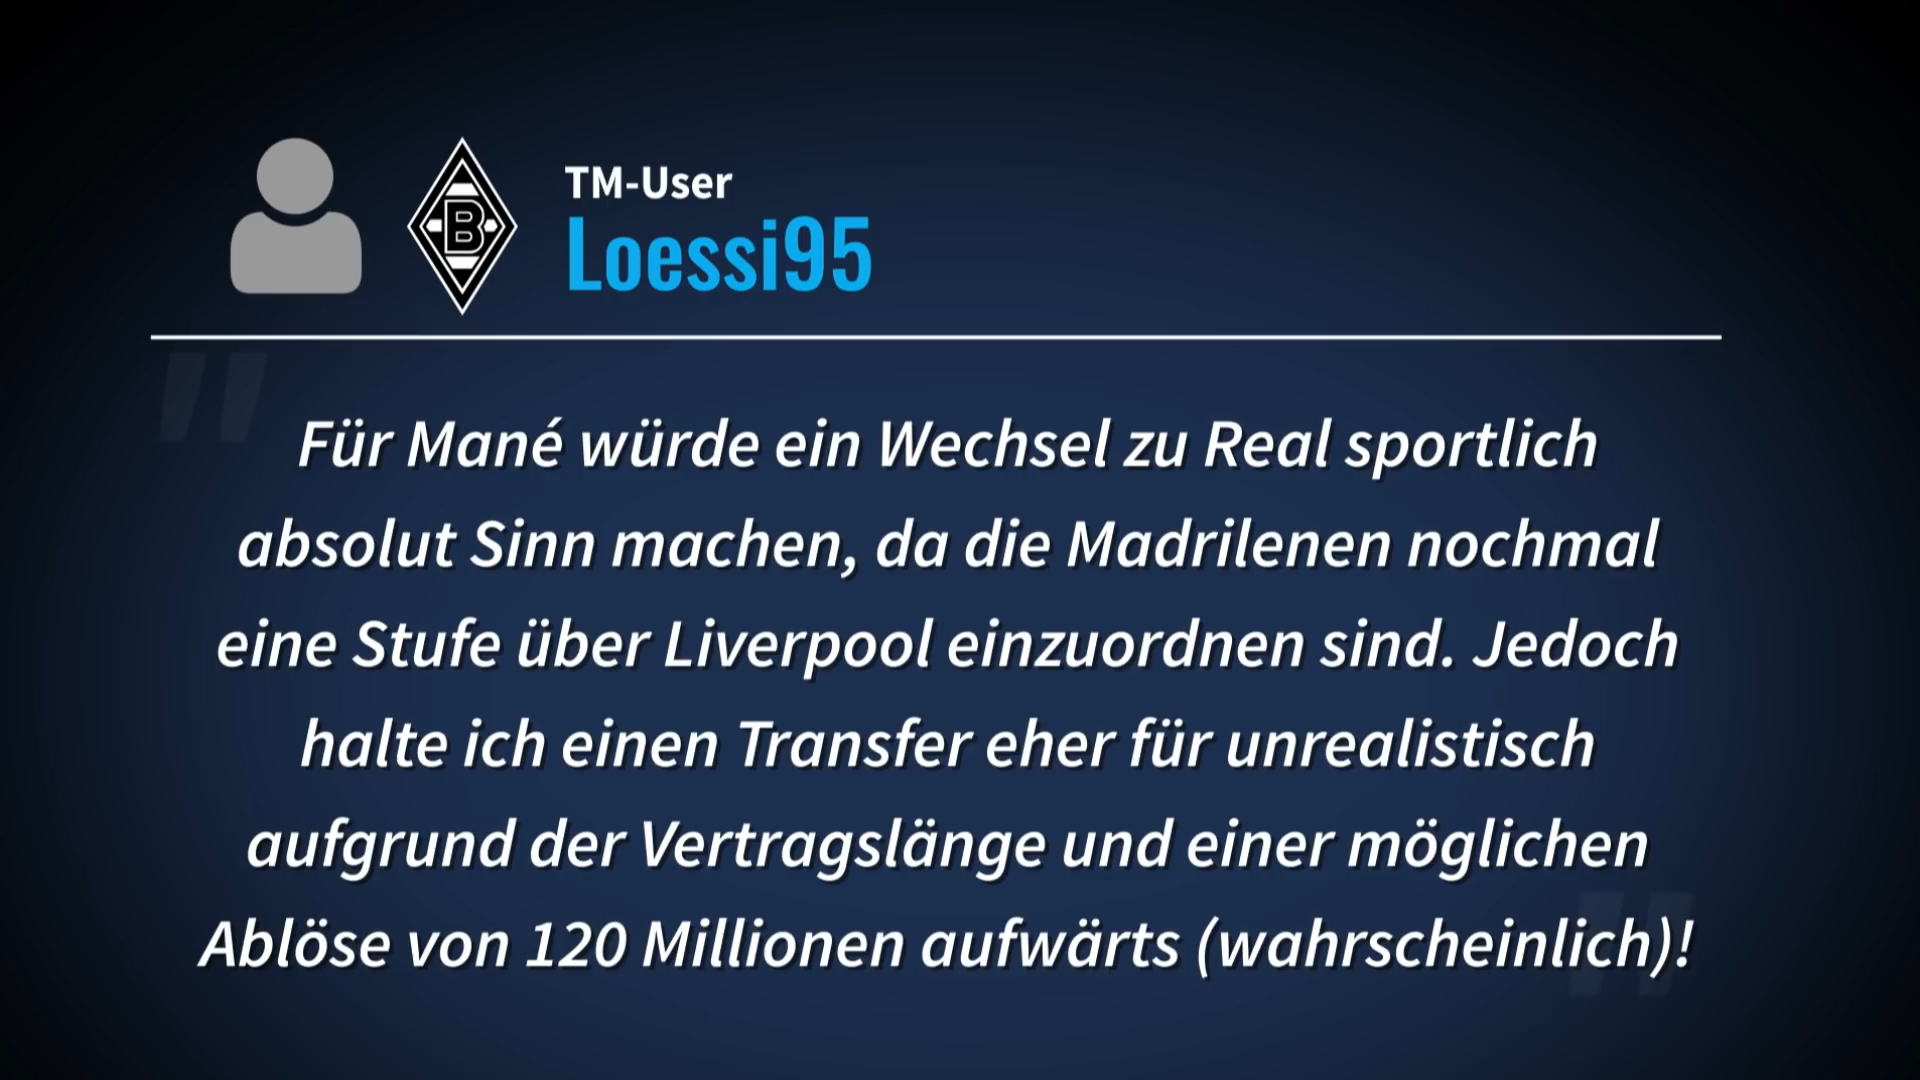 TM-User
B
Loessi95
"
Für Mané würde ein Wechsel zu Real sportlich
absolut Sinn machen, da die Madrilenen nochmal
eine Stufe über Liverpool einzuordnen sind. Jedoch
halte ich einen Transfer eher für unrealistisch
aufgrund der Vertragslänge und einer möglichen
Ablöse von 120 Millionen aufwärts (wahrscheinlich)!
"